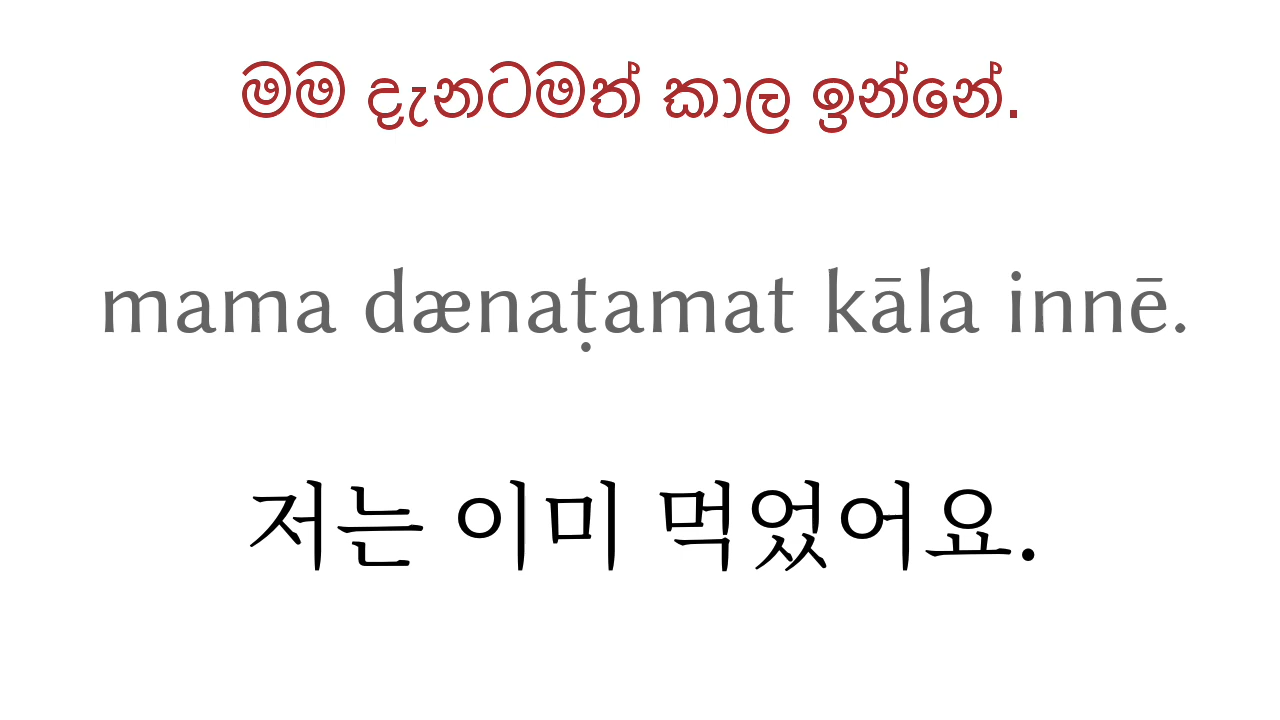 මම දැනටමත් කාල ඉන්නේ.
mama dænaṭamat kāla innē.
저는 이미 먹었어요.